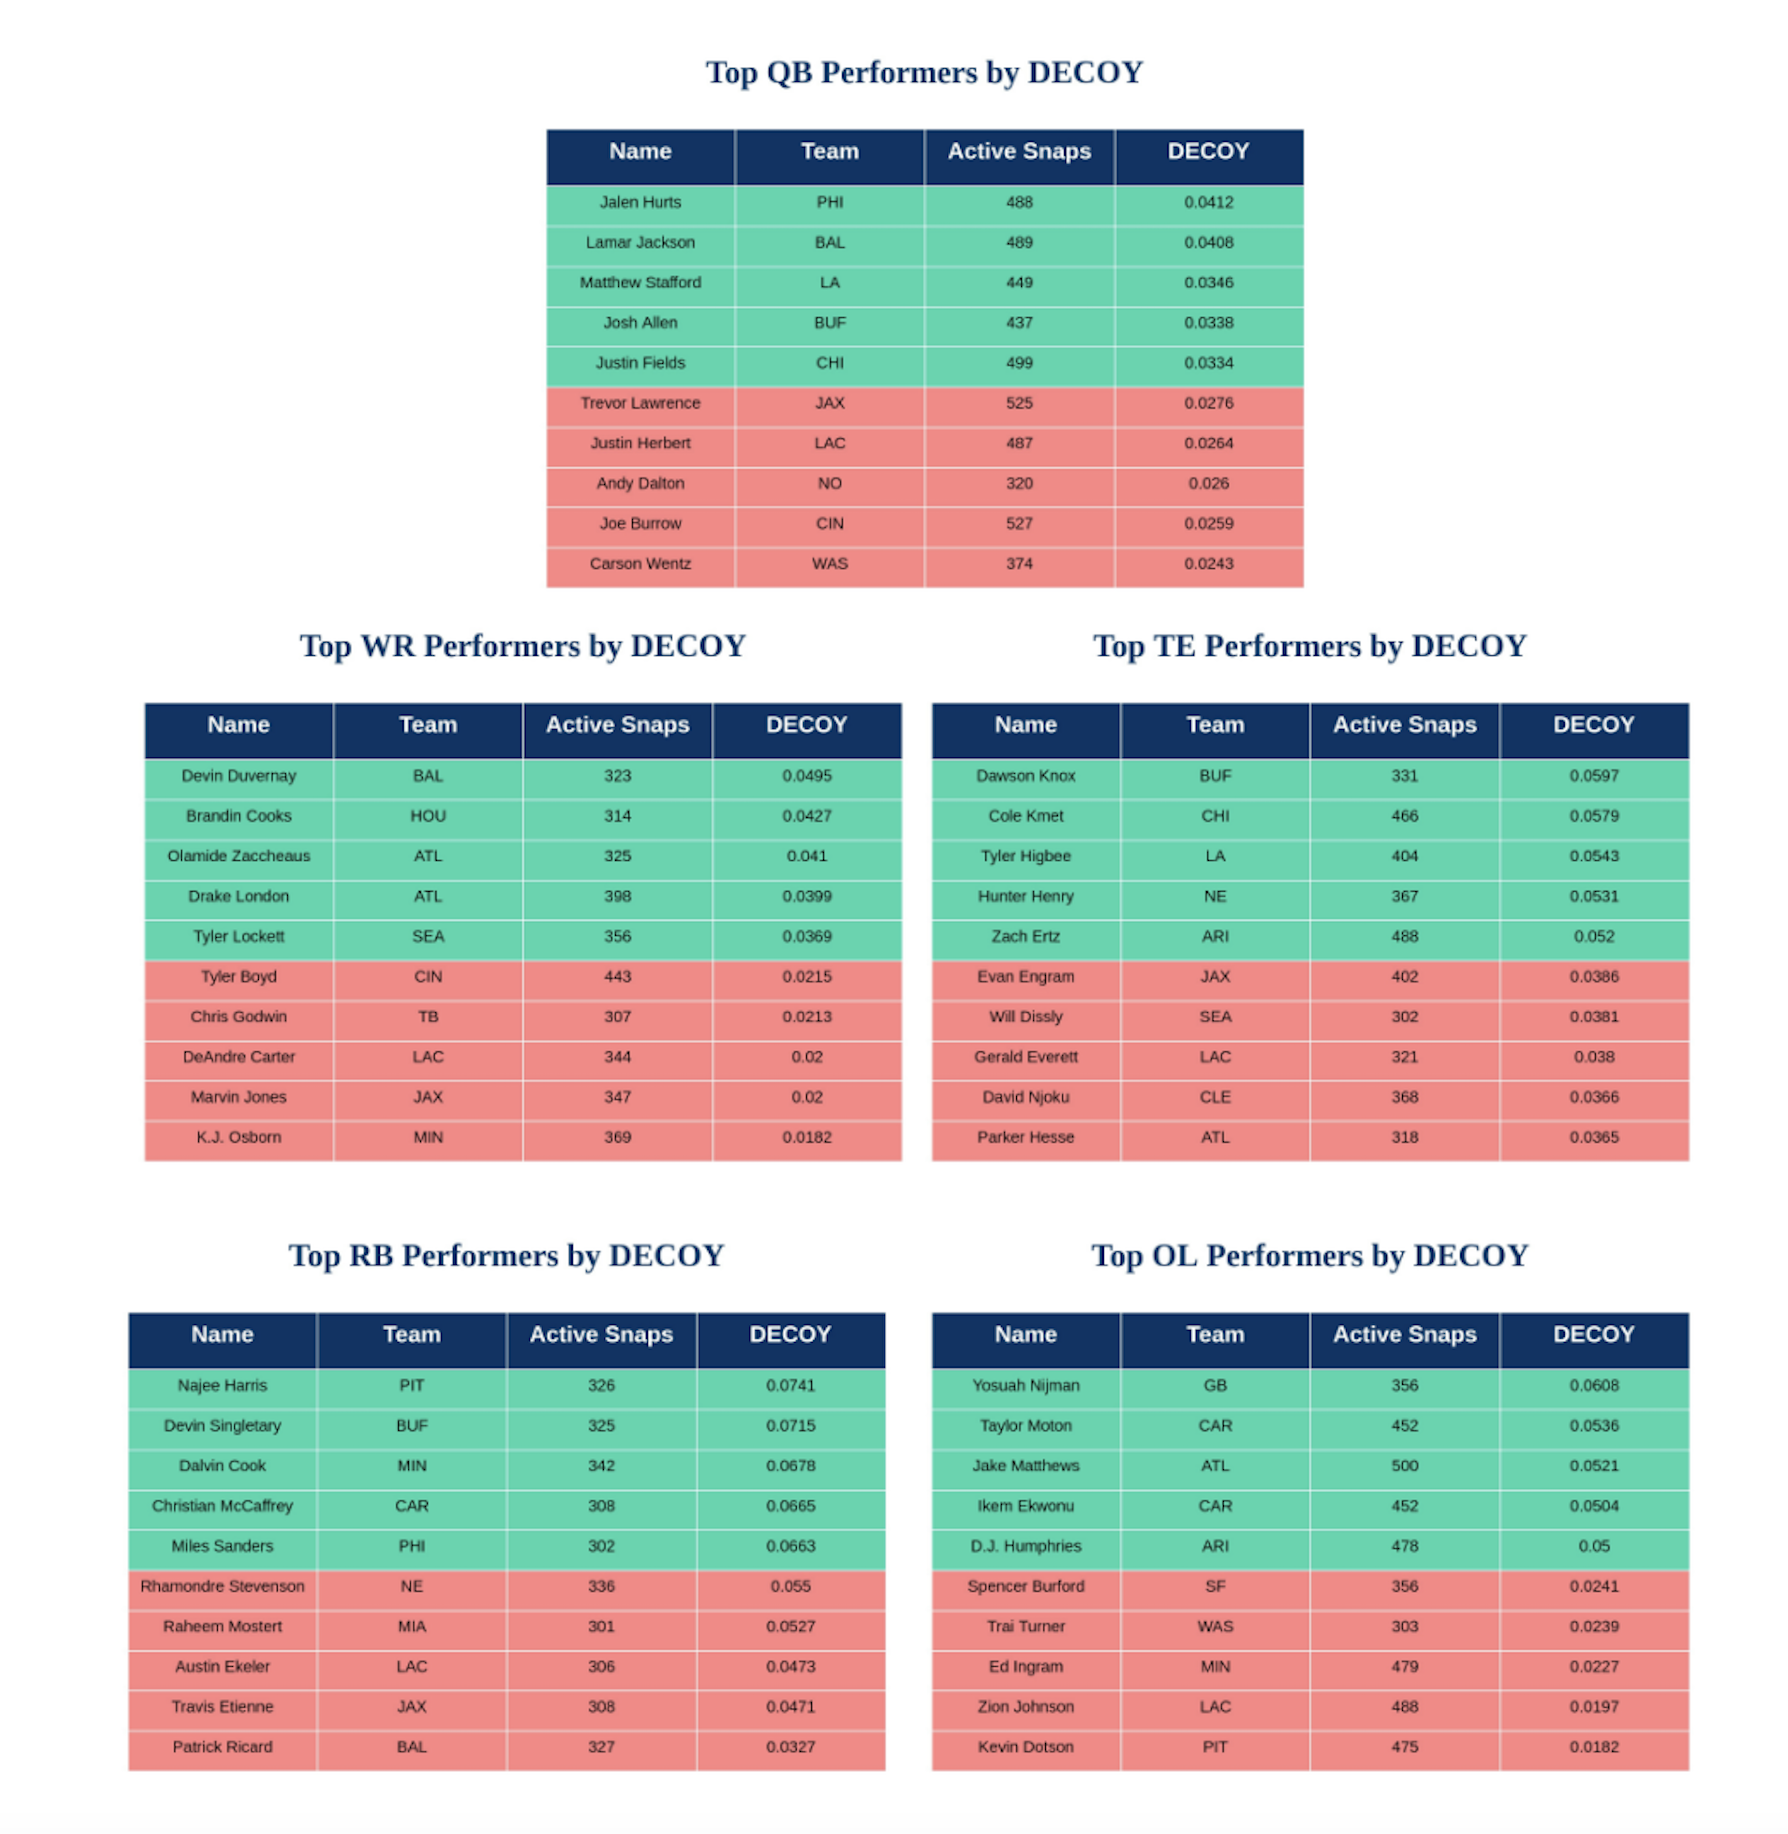 Top QB Performers by DECOY
Name Team Active Snaps DECOY
Jalen Hurts PHI 488 0.0412
Lamar Jackson BAL 489 0.0408
Matthew Stafford LA 449 0.0346
Josh Allen BUF 437 0.0338
Justin Fields CHI 499 0.0334
Trevor Lawrence JAX 525 0.0276
Justin Herbert LAC 487 0.0264
Andy Dalton NO 320 0.026
Joe Burrow CIN 527 0.0259
Carson Wentz WAS 374 0.0243
Top WR Performers by DECOY
Name Team Active Snaps DECOY
Devin Duvernay BAL 323 0.0495
Brandin Cooks HOU 314 0.0427
Olamide Zaccheaus ATL 325 0.041
Drake London ATL 398 0.0399
Tyler Lockett SEA 356 0.0369
Tyler Boyd CIN 443 0.0215
Chris Godwin TB 307 0.0213
DeAndre Carter LAC 344 0.02
Marvin Jones JAX 347 0.02
K.J. Osborn MIN 369 0.0182
Top TE Performers by DECOY
Name Team Active Snaps DECOY
Dawson Knox BUF 331 0.0597
Cole Kmet CHI 466 0.0579
Tyler Higbee LA 404 0.0543
Hunter Henry NE 367 0.0531
Zach Ertz ARI 488 0.052
Evan Engram JAX 402 0.0386
Will Dissly SEA 302 0.0381
Gerald Everett LAC 321 0.038
David Njoku CLE 368 0.0366
Parker Hesse ATL 318 0.0365
Top RB Performers by DECOY
Name Team Active Snaps DECOY
Najee Harris PIT 326 0.0741
Devin Singletary BUF 325 0.0715
Dalvin Cook MIN 342 0.0678
Christian McCaffrey CAR 308 0.0665
Miles Sanders PHI 302 0.0663
Rhamondre Stevenson NE 336 0.055
Raheem Mostert MIA 301 0.0527
Austin Ekeler LAC 306 0.0473
Travis Etienne JAX 308 0.0471
Patrick Ricard BAL 327 0.0327
Top OL Performers by DECOY
Name Team Active Snaps DECOY
Yosuah Nijman GB 356 0.0608
Taylor Moton CAR 452 0.0536
Jake Matthews ATL 500 0.0521
Ikem Ekwonu CAR 452 0.0504
D.J. Humphries ARI 478 0.05
Spencer Burford SF 356 0.0241
Trai Turner WAS 303 0.0239
Ed Ingram MIN 479 0.0227
Zion Johnson LAC 488 0.0197
Kevin Dotson PIT 475 0.0182